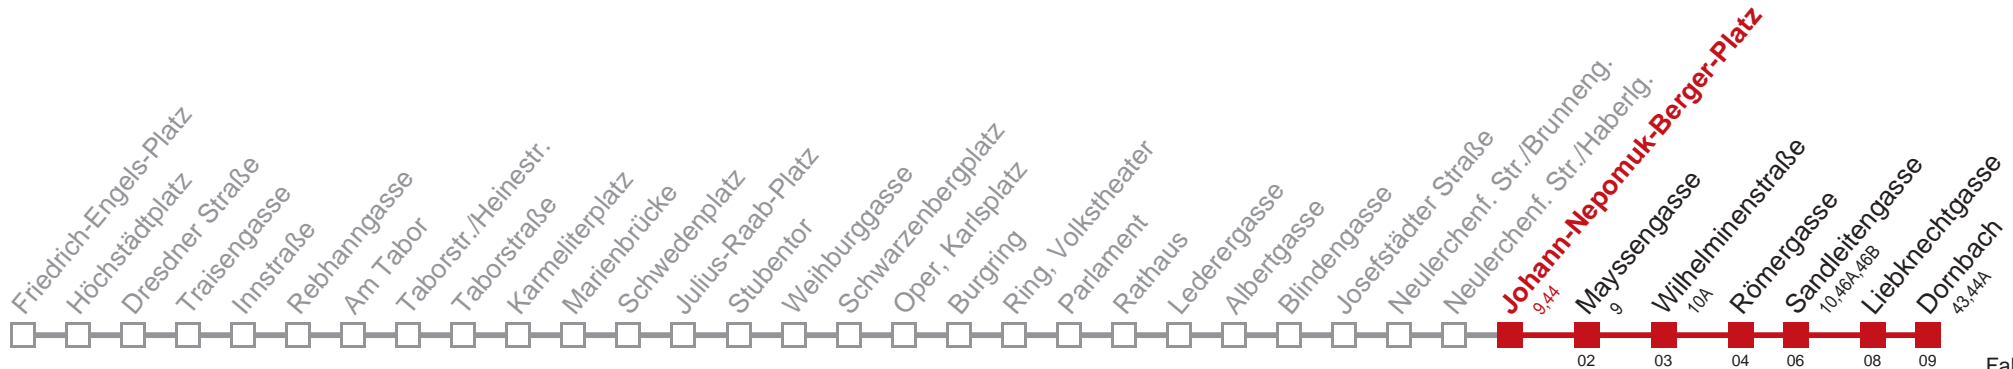 Friedrich-Engels-Platz
Höchstädtplatz
Dresdner Straße
Traisengasse
Innstraße
Rebhanngasse
Am Tabor
Taborstr./Heinestr.
Taborstraße
Karmeliterplatz
Marienbrücke
Schwedenplatz
Julius-Raab-Platz
Stubentor
Weihburggasse
Schwarzenbergplatz
Oper, Karlsplatz
Burgring
Ring, Volkstheater
Parlament
Rathaus
Lederergasse
Albertgasse
Blindengasse
Josefstädter Straße
Neulerchenf. Str./Brunneng.
Neulerchenf. Str./Haberlg.
Johann-Nepomuk-Berger-Platz
9,44
Mayssengasse
9
Wilhelminenstraße
10A
Römergasse
Sandleitengasse
10,46A,46B
Liebknechtgasse
Dornbach
43,44A
02 03 04 06 08 09